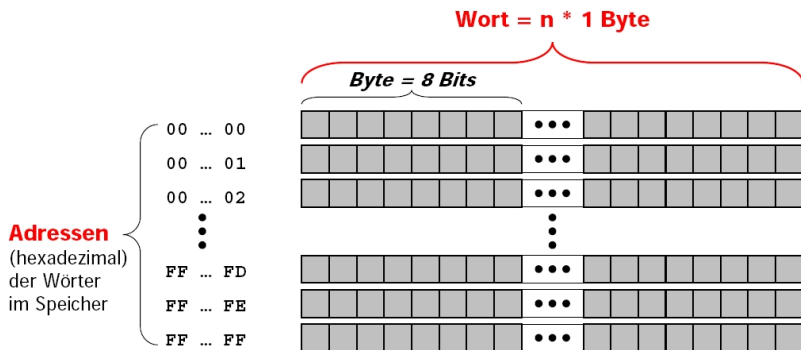 Wort = n * 1 Byte
Byte = 8 Bits
00 ... 00
00 ... 01
00 ... 02
Adressen
(hexadezimal)
der Wörter
im Speicher
FF ... FD
FF ... FE
FF ... FF